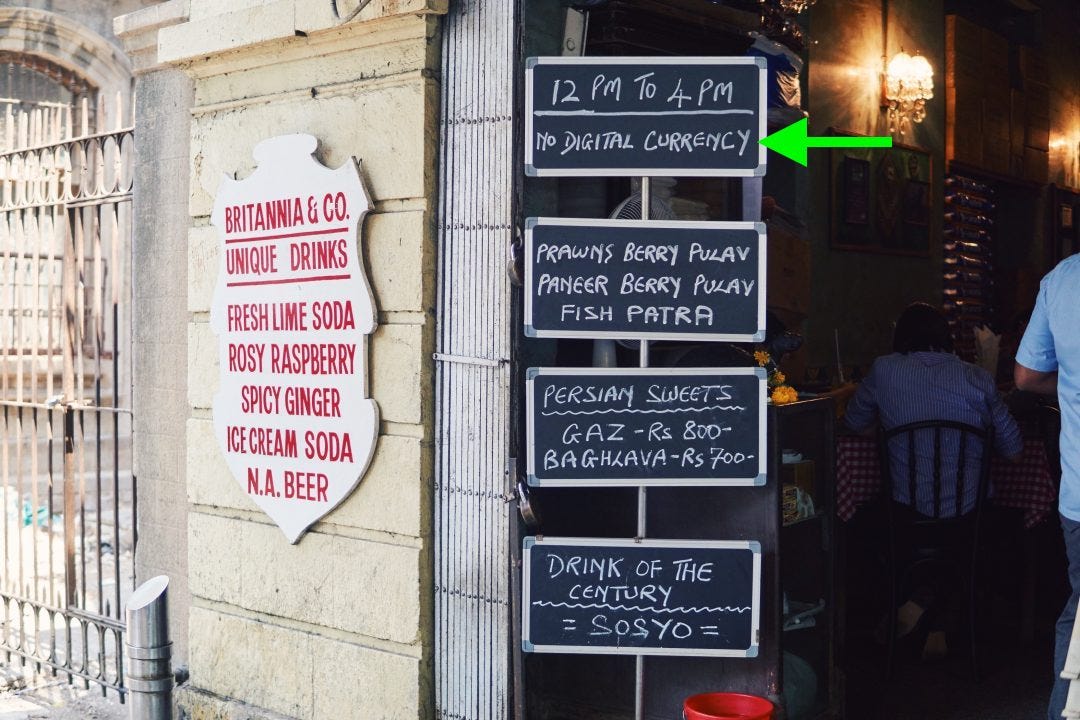 BRITANNIA & CO.
UNIQUE DRINKS
FRESH LIME SODA
ROSY RASPBERRY
SPICY GINGER
ICE CREAM SODA
N.A. BEER
12 PM TO 4 PM
NO DIGITAL CURRENCY
PRAWNS BERRY PULAV
PANEER BERRY PULAV
FISH PATRA
PERSIAN SWEETS
GAZ - Rs 800-
BAGHLAVA - Rs 700-
DRINK OF THE
CENTURY
= SOSYO =